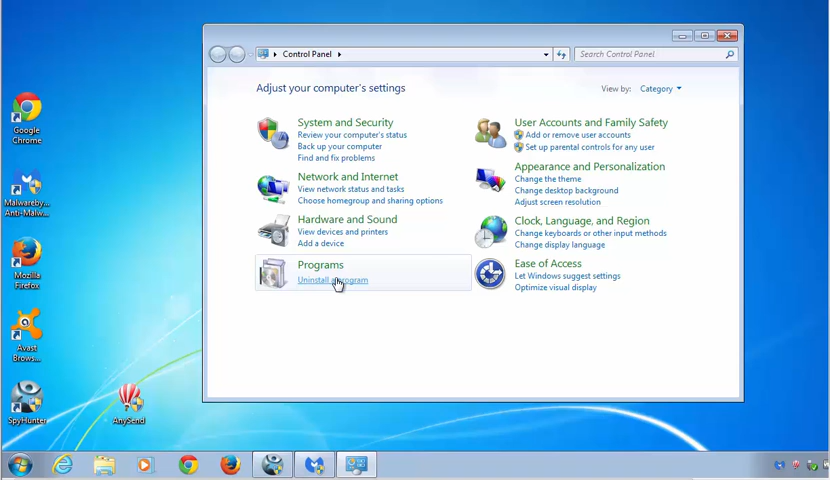 Control Panel
Search Control Panel
Adjust your computer's settings
View by: Category
System and Security
Review your computer's status
Back up your computer
Find and fix problems
Network and Internet
View network status and tasks
Choose homegroup and sharing options
Hardware and Sound
View devices and printers
Add a device
Programs
Uninstall a program
User Accounts and Family Safety
Add or remove user accounts
Set up parental controls for any user
Appearance and Personalization
Change the theme
Change desktop background
Adjust screen resolution
Clock, Language, and Region
Change keyboards or other input methods
Change display language
Ease of Access
Let Windows suggest settings
Optimize visual display
Google
Chrome
Malwareby...
Anti-Malw...
Mozilla
Firefox
Avast
Brows...
SpyHunter
AnySend